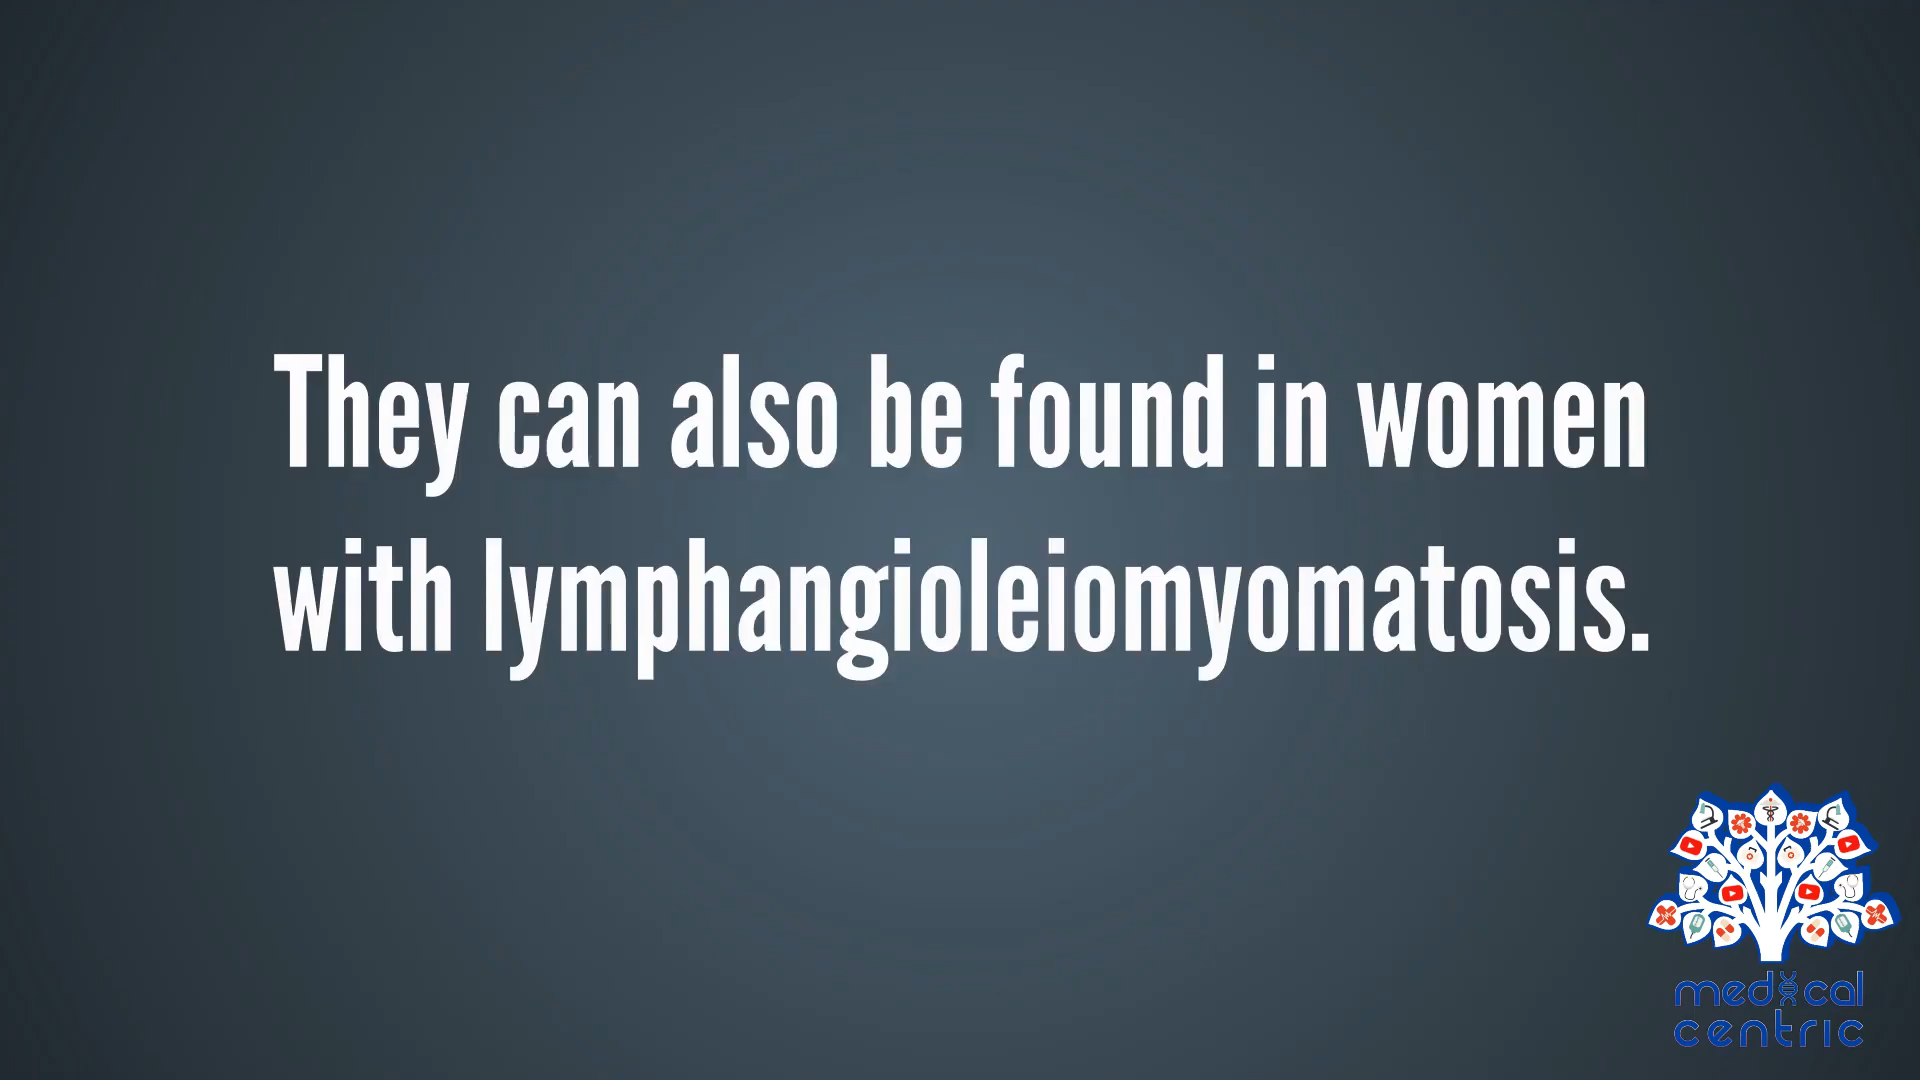 They can also be found in women
with lymphangioleiomyomatosis.
medical
centric